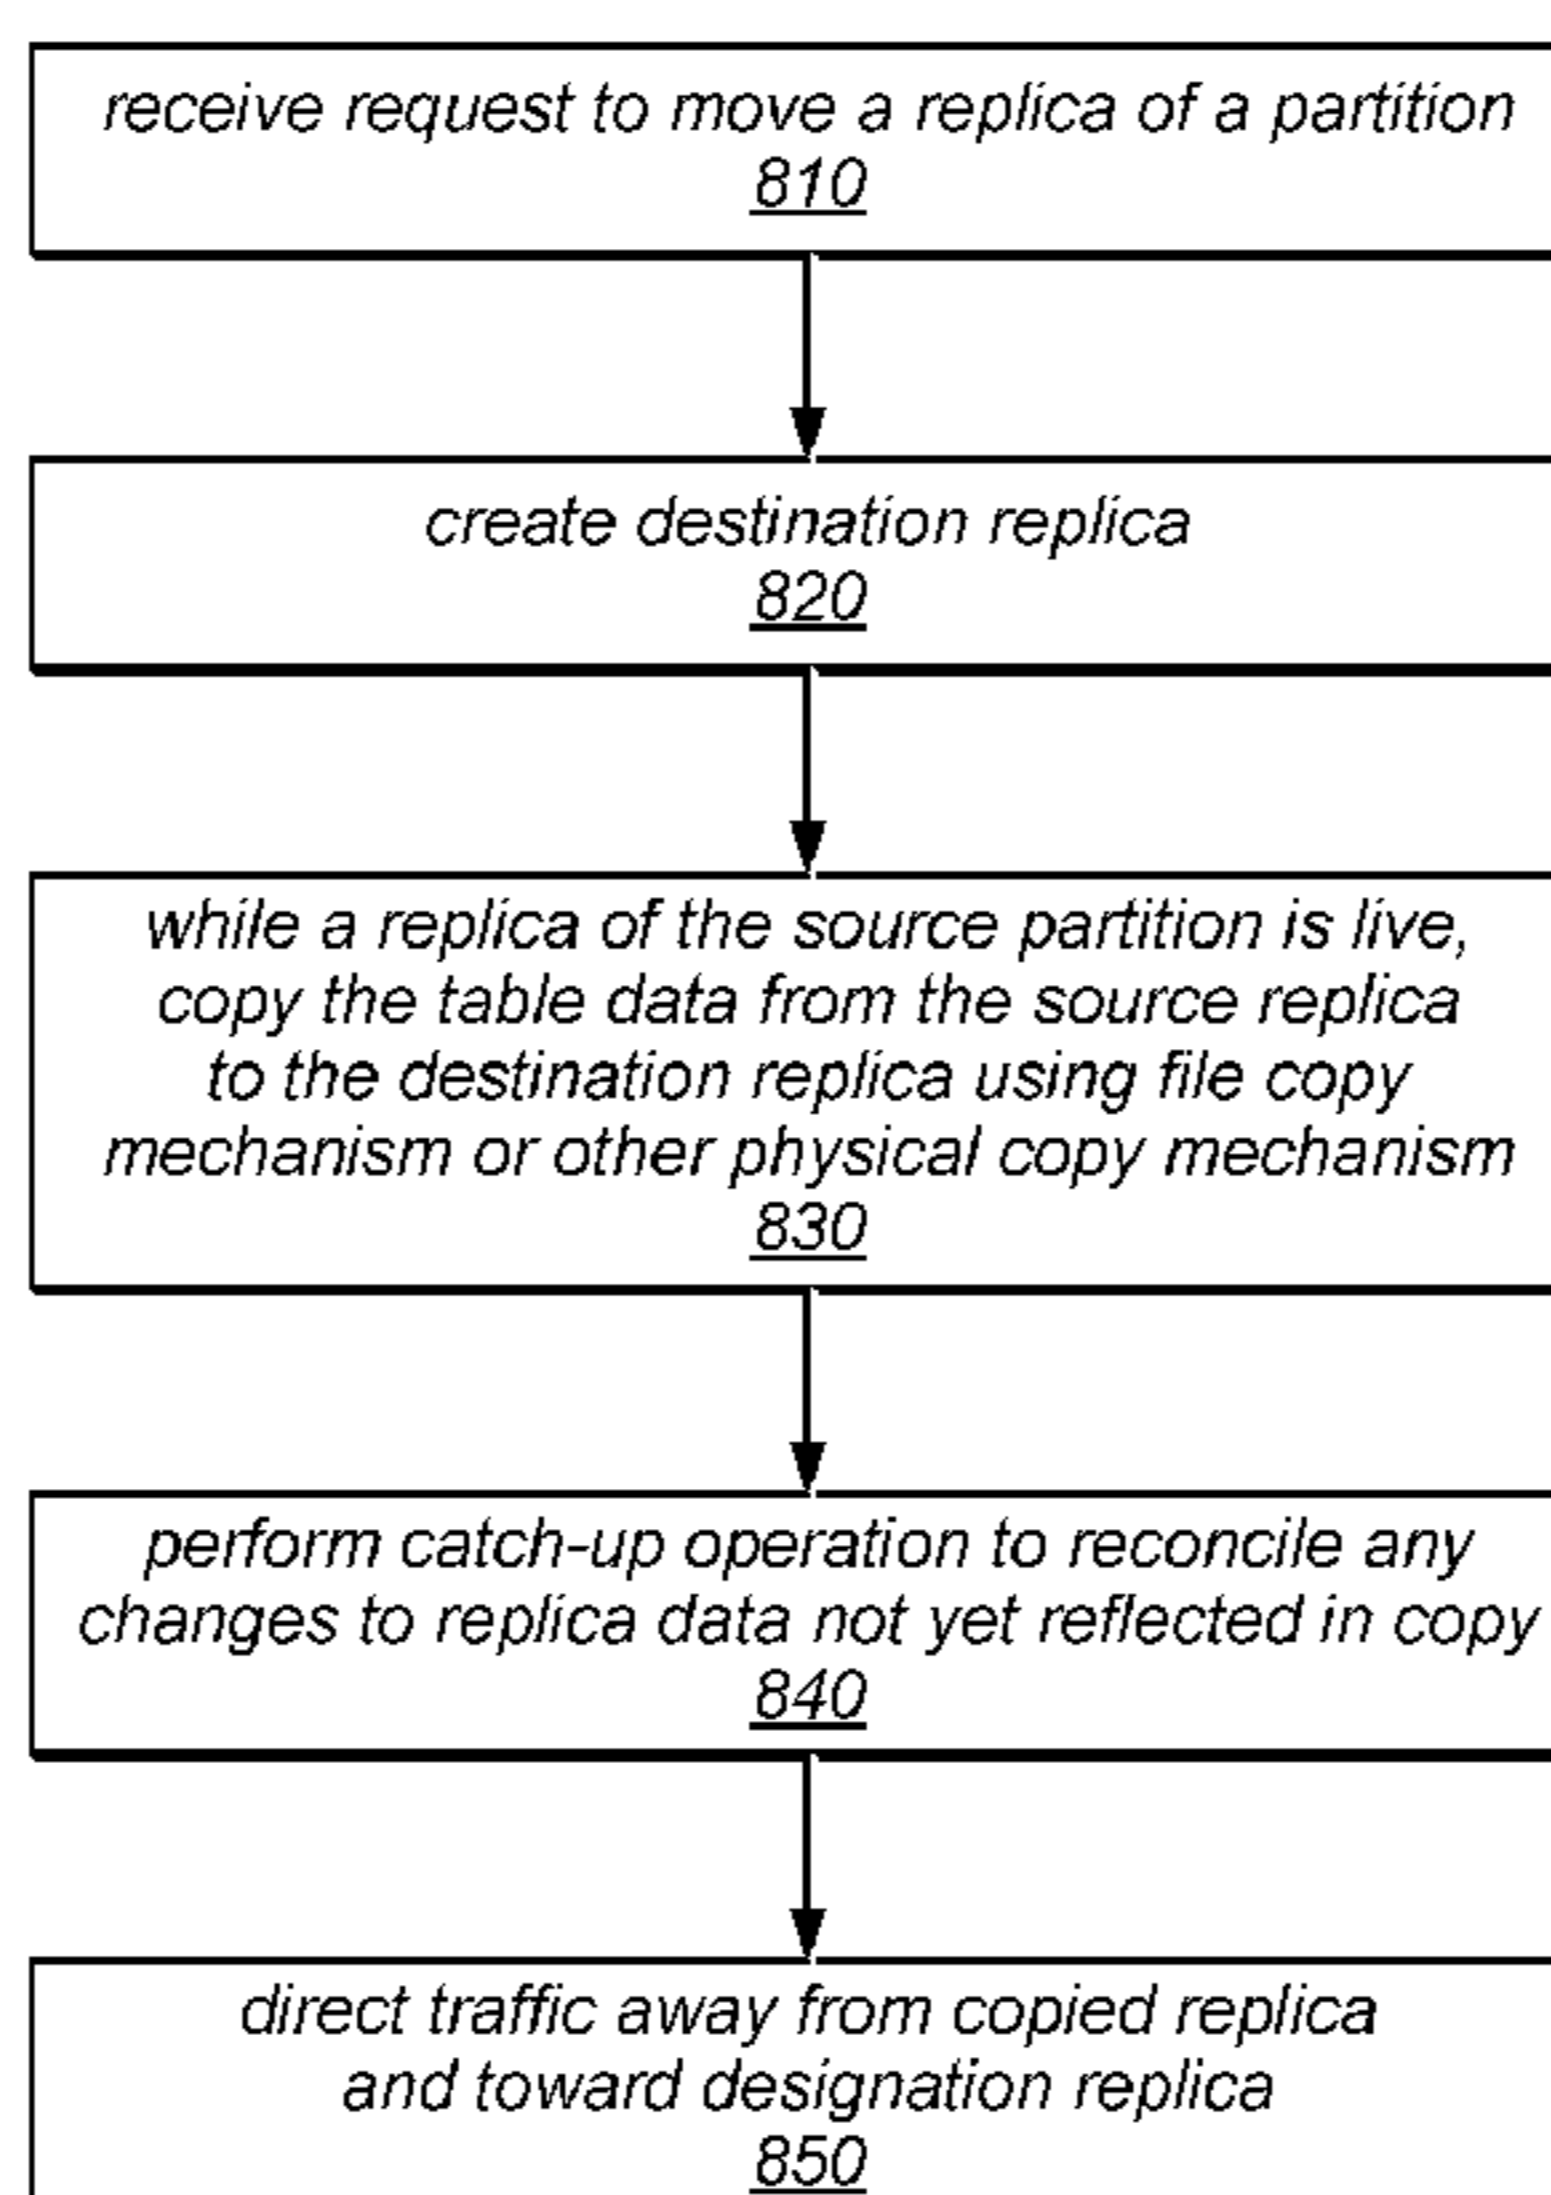 receive request to move a replica of a partition
810
create destination replica
820
while a replica of the source partition is live,
copy the table data from the source replica
to the destination replica using file copy
mechanism or other physical copy mechanism
830
perform catch-up operation to reconcile any
changes to replica data not yet reflected in copy
840
direct traffic away from copied replica
and toward designation replica
850